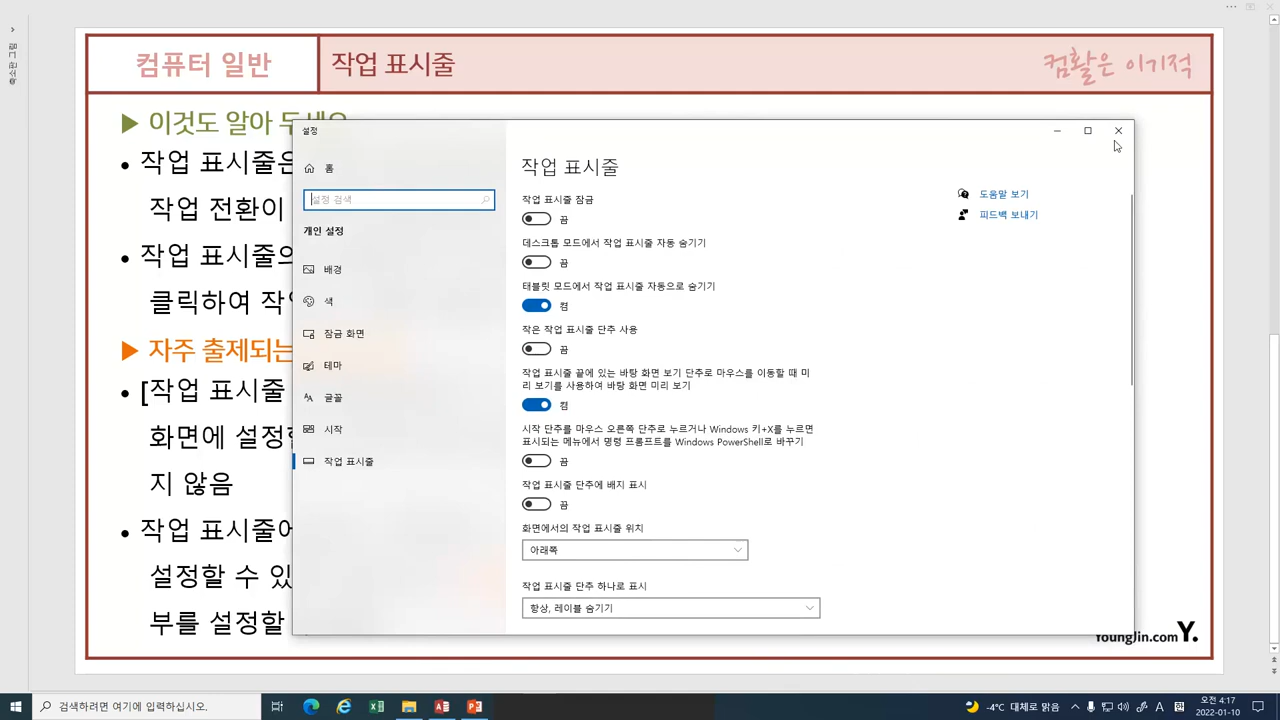 컴퓨터 일반
작업 표시줄
컴활은 이기적
▶ 이것도 알아 두세요
• 작업 표시줄은
작업 전환이
• 작업 표시줄의
클릭하여 작업
▶ 자주 출제되는
• [작업 표시줄
화면에 설정할
지 않음
• 작업 표시줄에
설정할 수 있
부를 설정할
YoungJin.com Y.
설정
홈
설정 검색
개인 설정
배경
색
잠금 화면
테마
글꼴
시작
작업 표시줄
작업 표시줄
작업 표시줄 잠금
끔
데스크톱 모드에서 작업 표시줄 자동 숨기기
끔
태블릿 모드에서 작업 표시줄 자동으로 숨기기
켬
작은 작업 표시줄 단추 사용
끔
작업 표시줄 끝에 있는 바탕 화면 보기 단추로 마우스를 이동할 때 미
리 보기를 사용하여 바탕 화면 미리 보기
켬
시작 단추를 마우스 오른쪽 단추로 누르거나 Windows 키+X를 누르면
표시되는 메뉴에서 명령 프롬프트를 Windows PowerShell로 바꾸기
끔
작업 표시줄 단추에 배지 표시
끔
화면에서의 작업 표시줄 위치
아래쪽
작업 표시줄 단추 하나로 표시
항상, 레이블 숨기기
도움말 보기
피드백 보내기
검색하려면 여기에 입력하십시오.
-4°C 대체로 맑음
A
오전 4:17
2022-01-10